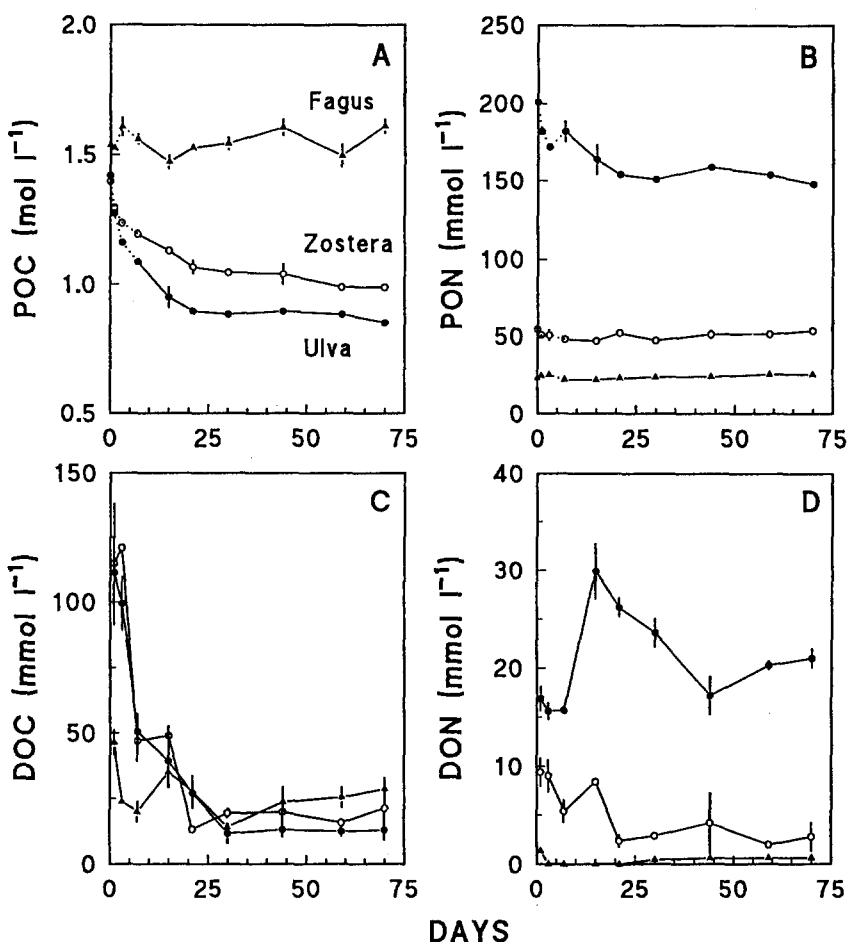 A
B
POC (mol l⁻¹)
2.0
1.5
1.0
0.5
Fagus
Zostera
Ulva
0 25 50 75
PON (mmol l⁻¹)
250
200
150
100
50
0
0 25 50 75
C
D
DOC (mmol l⁻¹)
150
100
50
0
0 25 50 75
DON (mmol l⁻¹)
40
30
20
10
0
0 25 50 75
DAYS